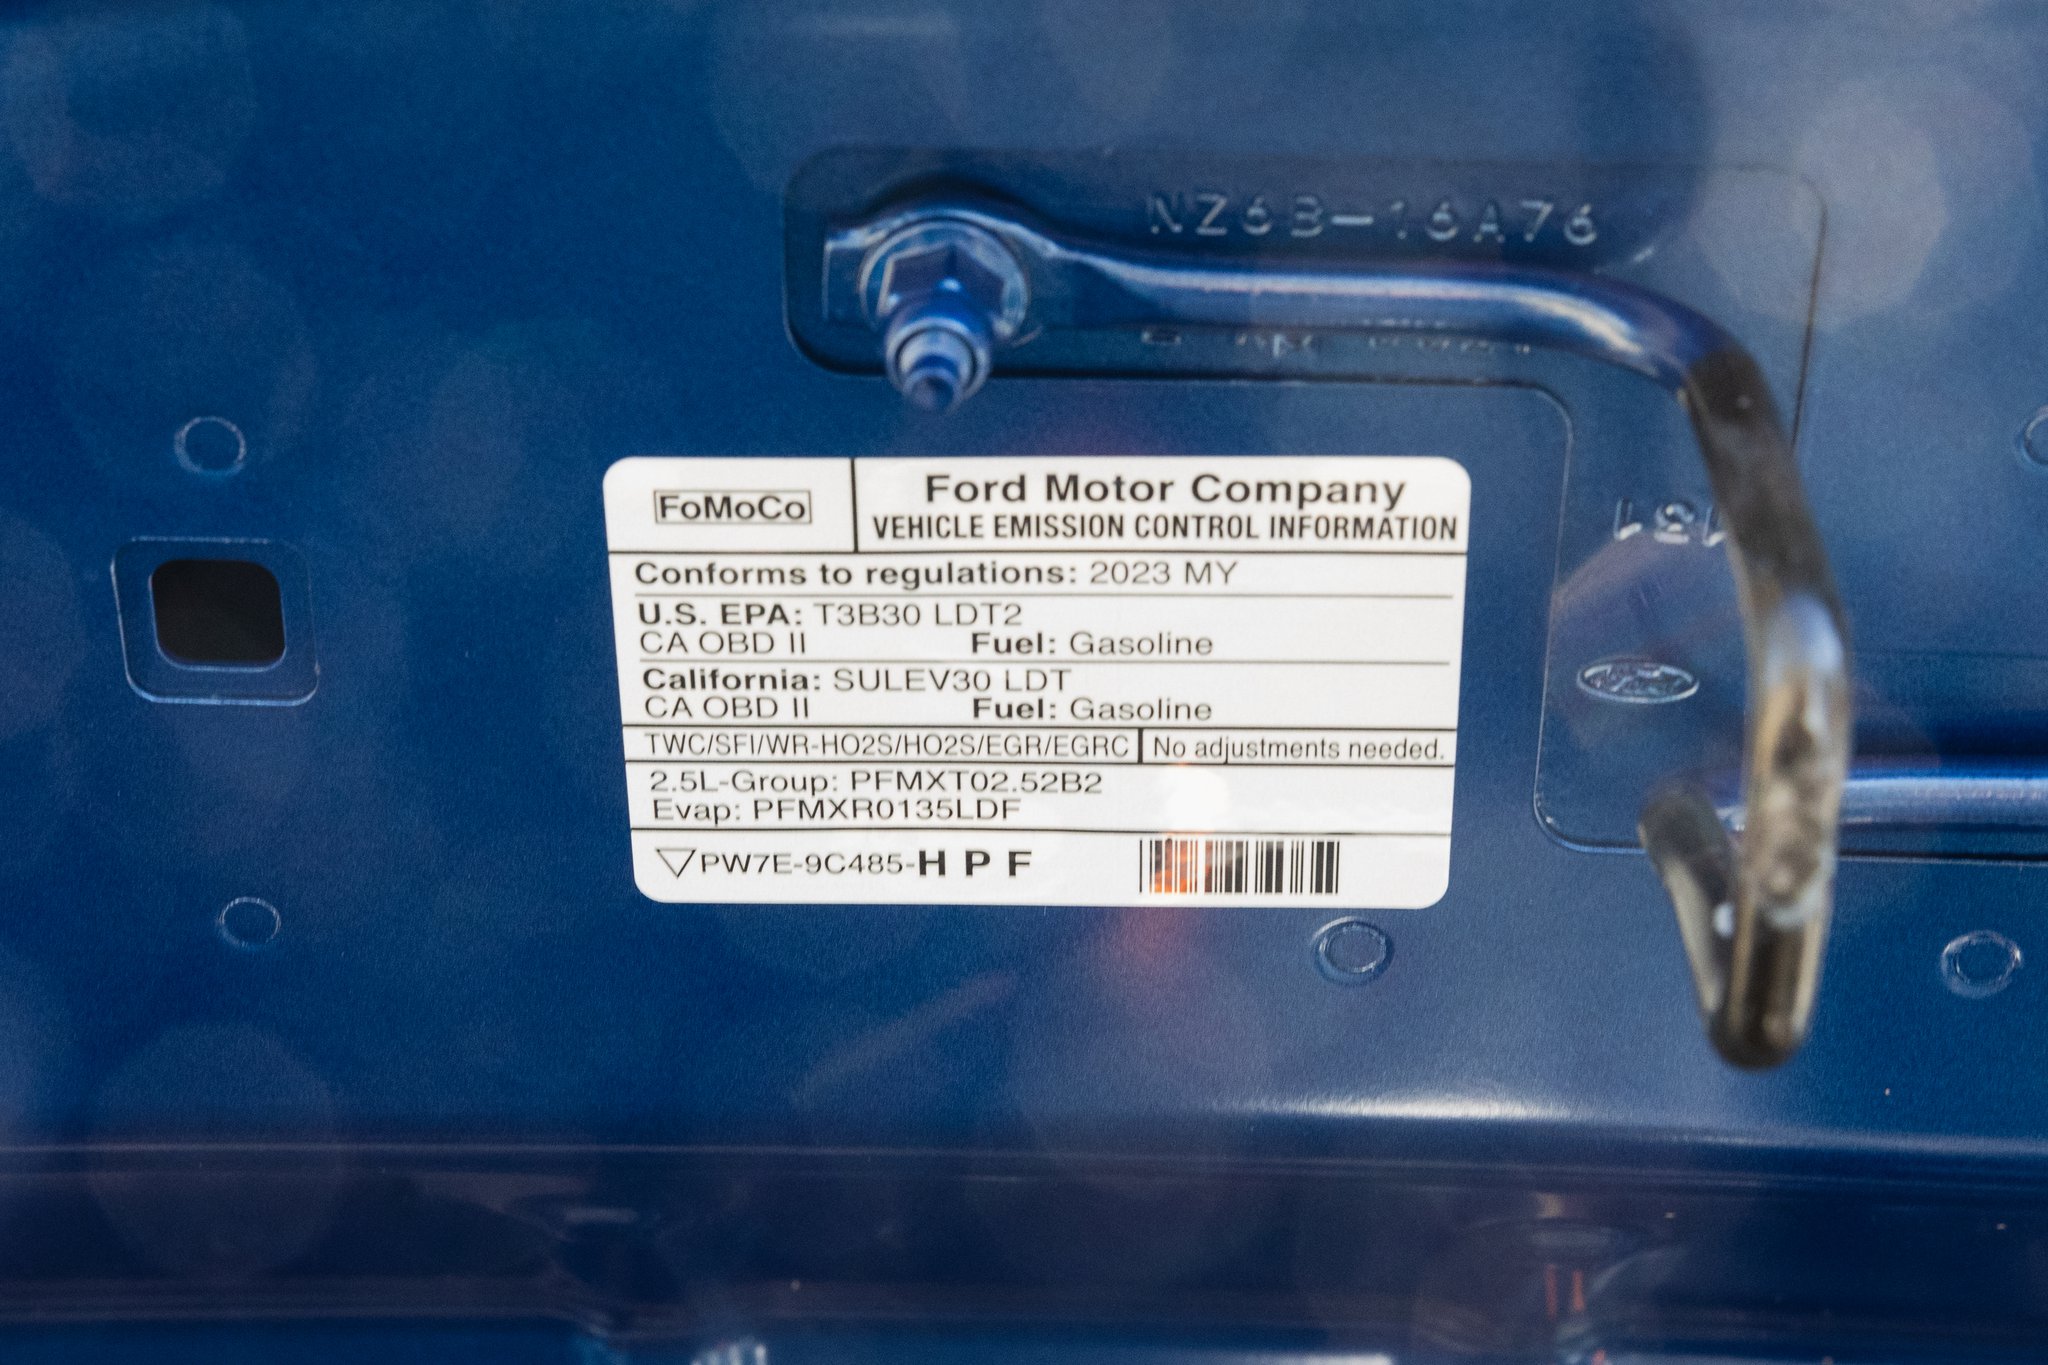 NZ6B-16A76
FoMoCo
Ford Motor Company
VEHICLE EMISSION CONTROL INFORMATION
Conforms to regulations: 2023 MY
U.S. EPA: T3B30 LDT2
CA OBD II Fuel: Gasoline
California: SULEV30 LDT
CA OBD II Fuel: Gasoline
TWC/SFI/WR-HO2S/HO2S/EGR/EGRC No adjustments needed.
2.5L-Group: PFMXT02.52B2
Evap: PFMXR0135LDF
PW7E-9C485-H P F
Ford